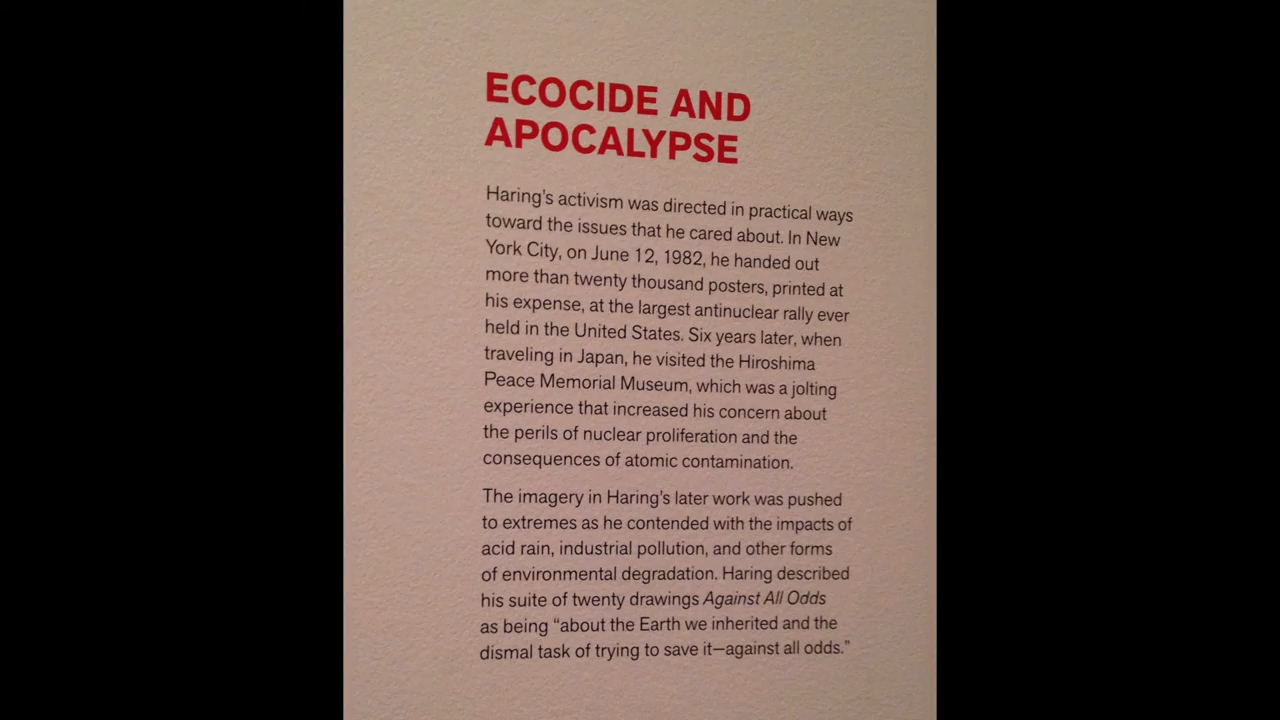 ECOCIDE AND
APOCALYPSE
Haring's activism was directed in practical ways
toward the issues that he cared about. In New
York City, on June 12, 1982, he handed out
more than twenty thousand posters, printed at
his expense, at the largest antinuclear rally ever
held in the United States. Six years later, when
traveling in Japan, he visited the Hiroshima
Peace Memorial Museum, which was a jolting
experience that increased his concern about
the perils of nuclear proliferation and the
consequences of atomic contamination.
The imagery in Haring's later work was pushed
to extremes as he contended with the impacts of
acid rain, industrial pollution, and other forms
of environmental degradation. Haring described
his suite of twenty drawings Against All Odds
as being “about the Earth we inherited and the
dismal task of trying to save it—against all odds.”